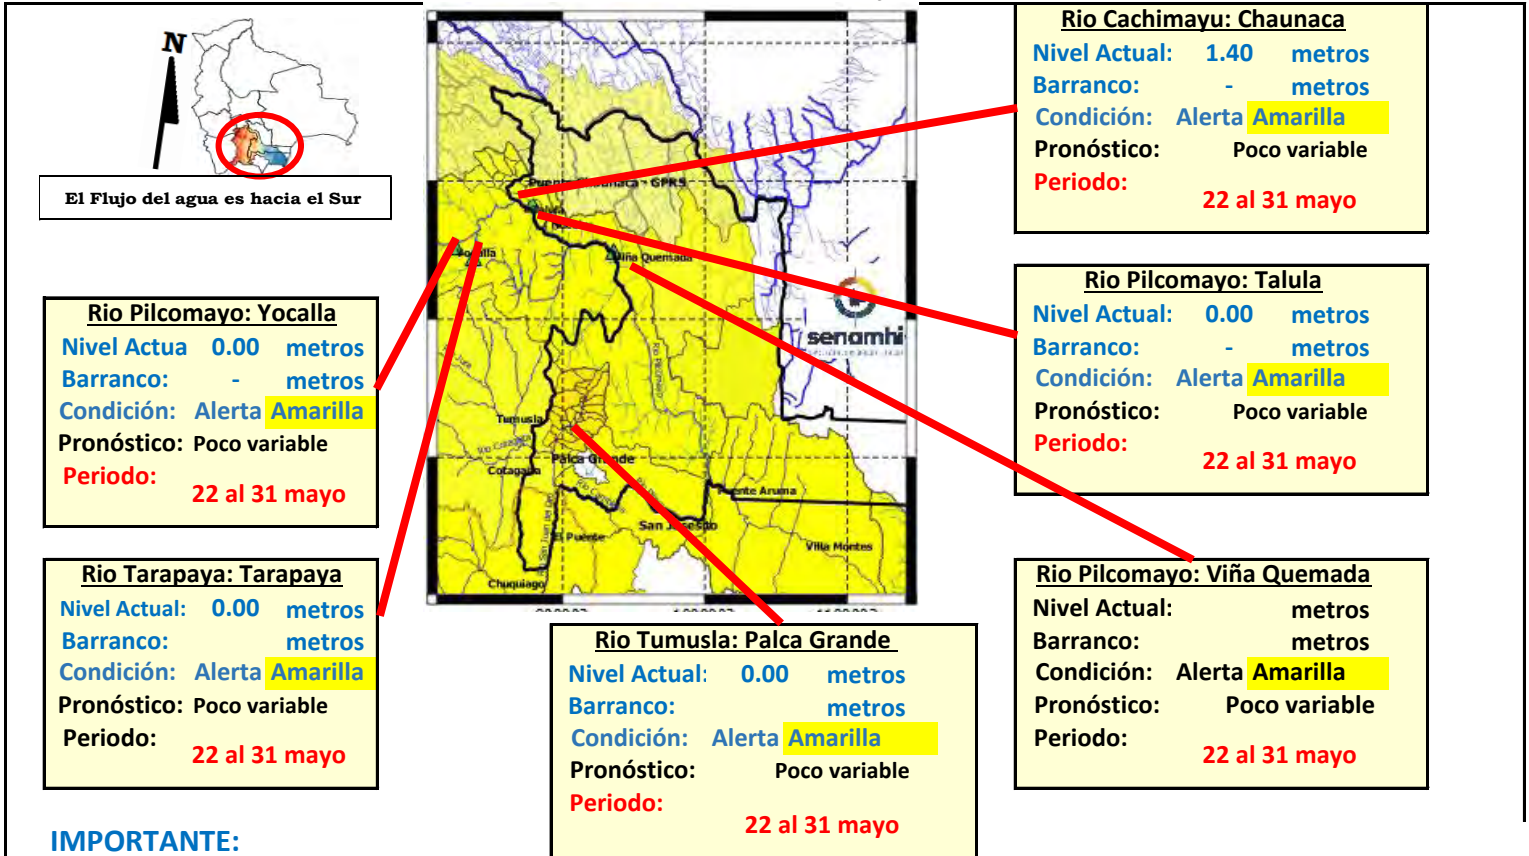 N
El Flujo del agua es hacia el Sur
Rio Pilcomayo: Yocalla
Nivel Actua 0.00 metros
Barranco: - metros
Condición: Alerta Amarilla
Pronóstico: Poco variable
Periodo:
22 al 31 mayo
Rio Tarapaya: Tarapaya
Nivel Actual: 0.00 metros
Barranco: metros
Condición: Alerta Amarilla
Pronóstico: Poco variable
Periodo:
22 al 31 mayo
IMPORTANTE:
Yocalla
Viña Quemada
senamhi
Tumusla
Palca Grande
Cotagaita
Puente Aruma
San Josesito
El Puente
Villa Montes
Chuquiago
Rio Tumusla: Palca Grande
Nivel Actual: 0.00 metros
Barranco: metros
Condición: Alerta Amarilla
Pronóstico: Poco variable
Periodo:
22 al 31 mayo
Rio Cachimayu: Chaunaca
Nivel Actual: 1.40 metros
Barranco: - metros
Condición: Alerta Amarilla
Pronóstico: Poco variable
Periodo:
22 al 31 mayo
Rio Pilcomayo: Talula
Nivel Actual: 0.00 metros
Barranco: - metros
Condición: Alerta Amarilla
Pronóstico: Poco variable
Periodo:
22 al 31 mayo
Rio Pilcomayo: Viña Quemada
Nivel Actual: metros
Barranco: metros
Condición: Alerta Amarilla
Pronóstico: Poco variable
Periodo:
22 al 31 mayo